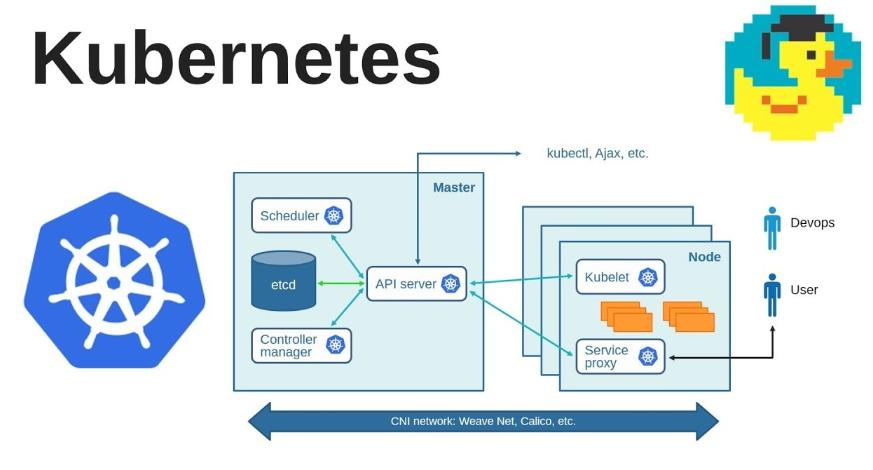 Kubernetes
kubectl, Ajax, etc.
Master
Scheduler
etcd
API server
Controller
manager
Node
Kubelet
Service
proxy
Devops
User
CNI network: Weave Net, Calico, etc.